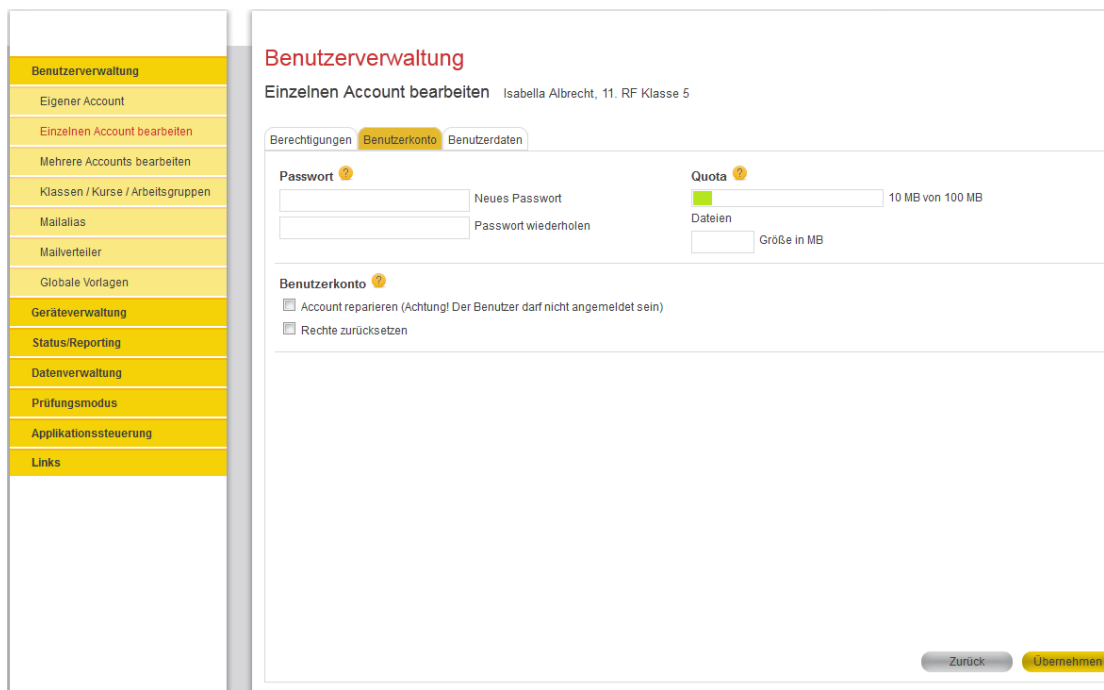 Benutzerverwaltung
Eigener Account
Einzelnen Account bearbeiten
Mehrere Accounts bearbeiten
Klassen / Kurse / Arbeitsgruppen
Mailalias
Mailverteiler
Globale Vorlagen
Geräteverwaltung
Status/Reporting
Datenverwaltung
Prüfungsmodus
Applikationssteuerung
Links
Benutzerverwaltung
Einzelnen Account bearbeiten Isabella Albrecht, 11. RF Klasse 5
Berechtigungen Benutzerkonto Benutzerdaten
Passwort ?
Neues Passwort
Passwort wiederholen
Quota ?
10 MB von 100 MB
Dateien
Größe in MB
Benutzerkonto ?
Account reparieren (Achtung! Der Benutzer darf nicht angemeldet sein)
Rechte zurücksetzen
Zurück Übernehmen